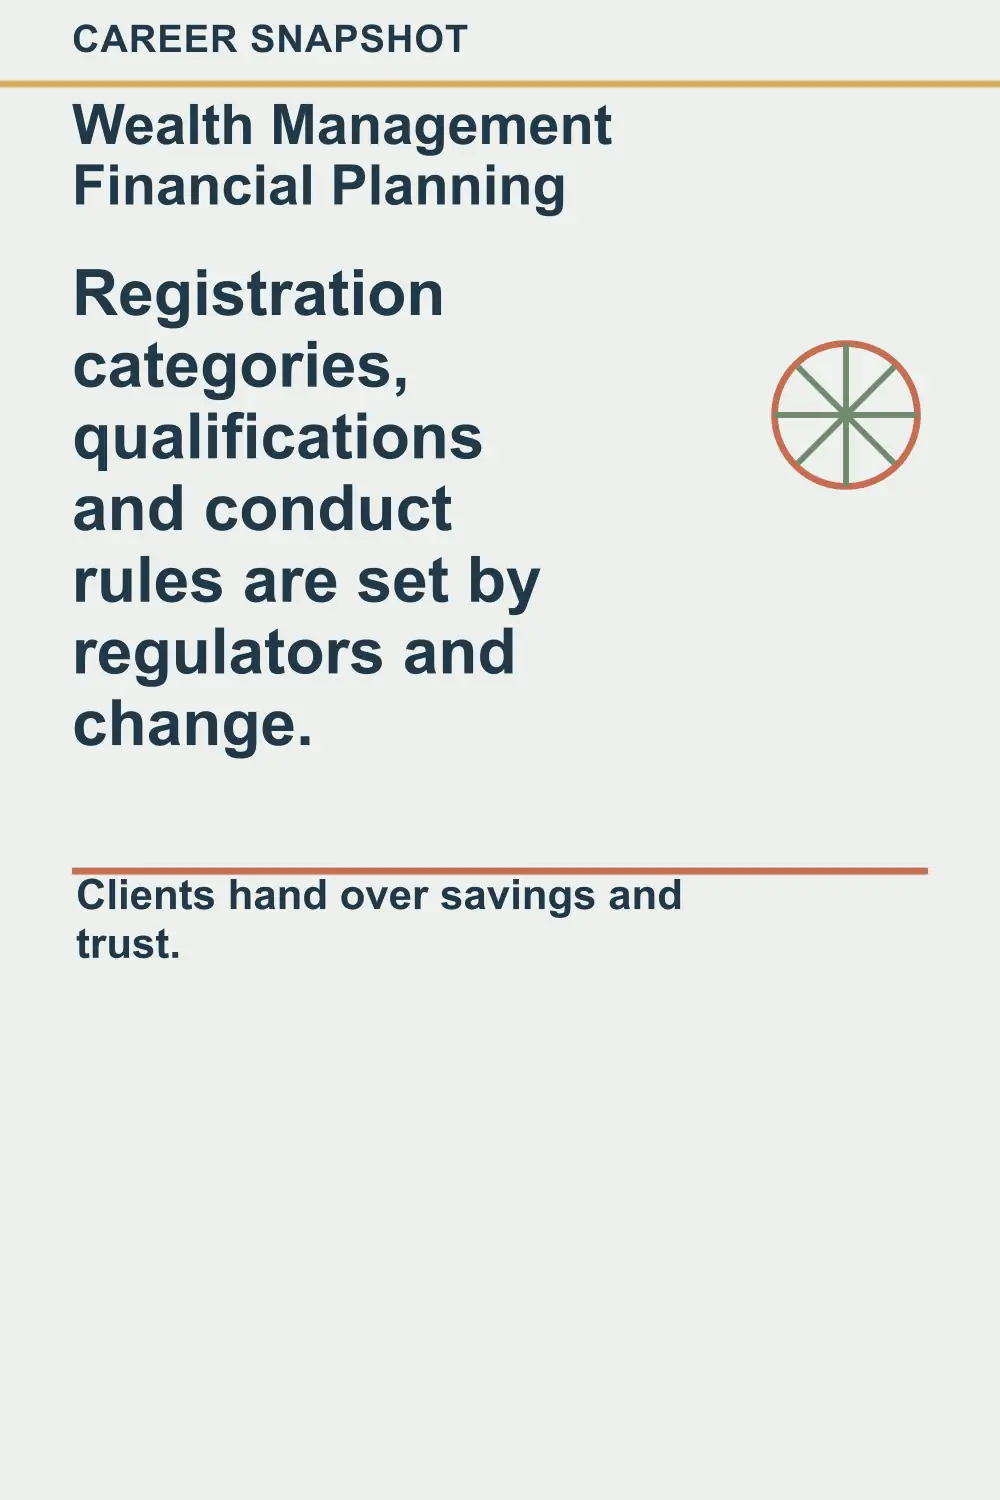 CAREER SNAPSHOT
Wealth Management
Financial Planning
Registration
categories,
qualifications
and conduct
rules are set by
regulators and
change.
Clients hand over savings and
trust.